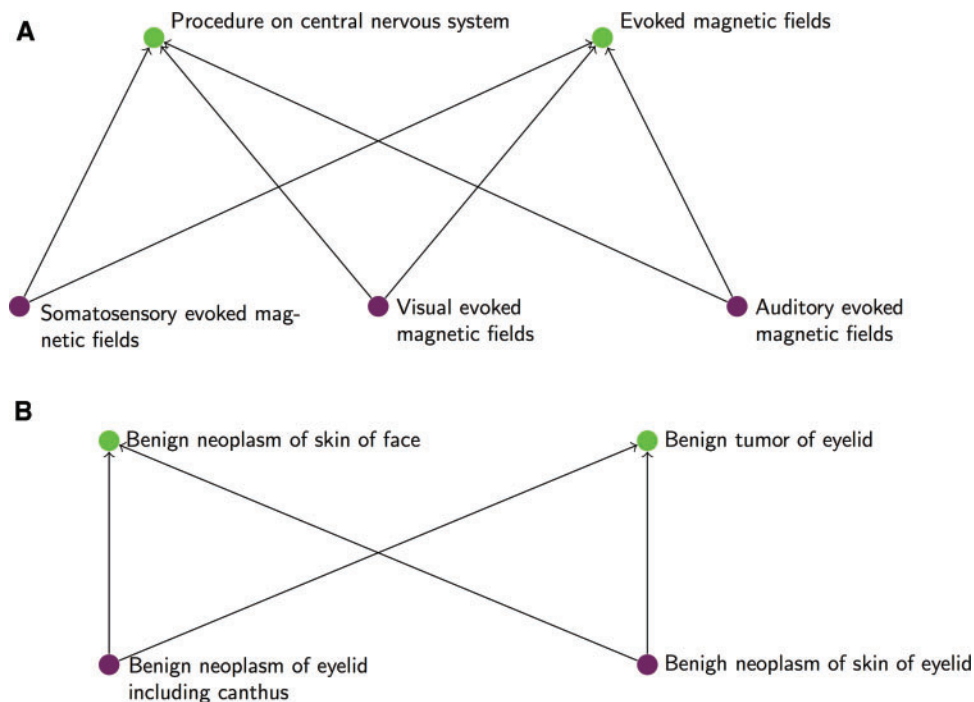 A
Procedure on central nervous system
Evoked magnetic fields
Somatosensory evoked mag-
netic fields
Visual evoked
magnetic fields
Auditory evoked
magnetic fields
B
Benign neoplasm of skin of face
Benign tumor of eyelid
Benign neoplasm of eyelid
including canthus
Benigh neoplasm of skin of eyelid